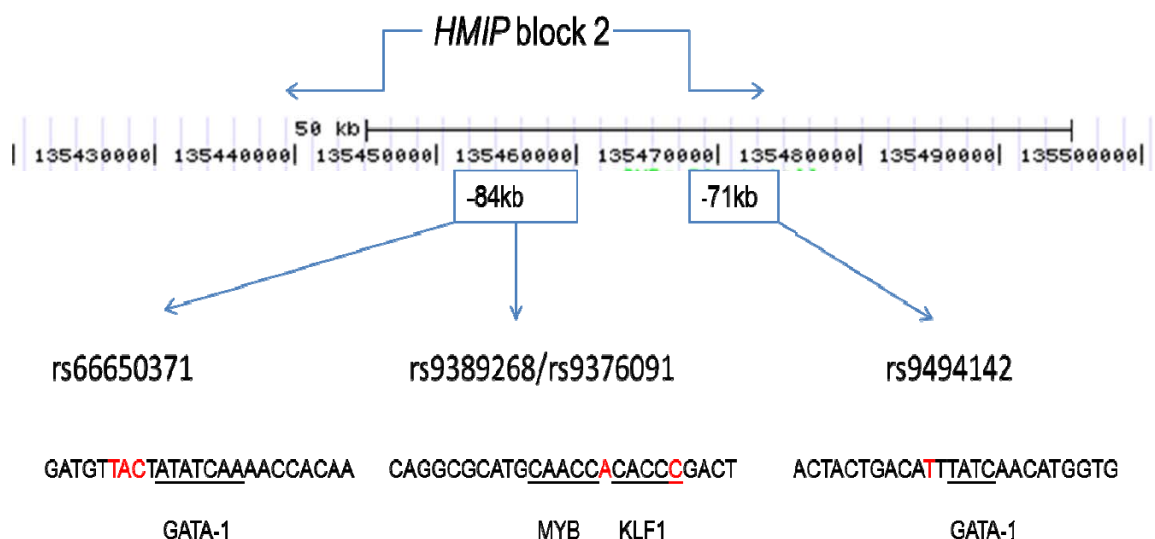 HMIP block 2
50 kb
| 135430000| 135440000| 135450000| 135460000| 135470000| 135480000| 135490000| 135500000|
-84kb -71kb
rs66650371 rs9389268/rs9376091 rs9494142
GATGTTACTATATCAAAACCACAA CAGGCGCATGCAACCACACCCGACT ACTACTGACATTTATCAACATGGTG
GATA-1 MYB KLF1 GATA-1